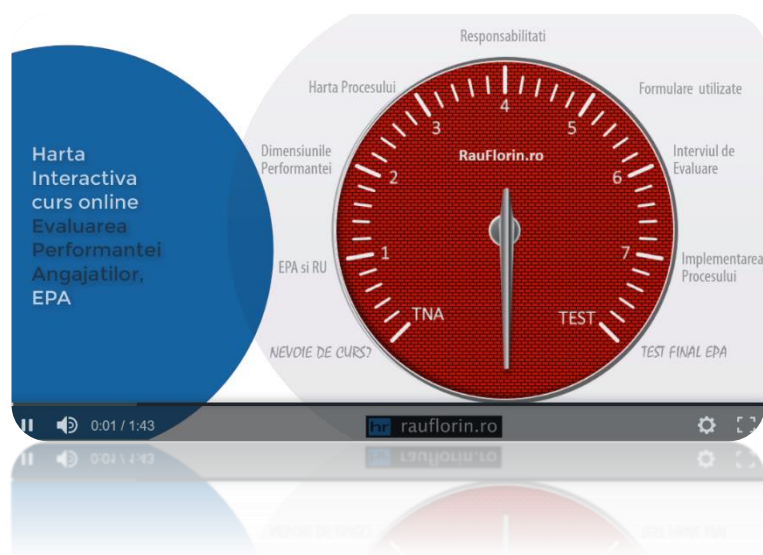 Harta
Interactiva
curs online
Evaluarea
Performantei
Angajatilor,
EPA
Responsabilitati
Harta Procesului
Formulare utilizate
Dimensiunile
Performantei
Interviul de
Evaluare
EPA si RU
Implementarea
Procesului
NEVOIE DE CURS?
TEST FINAL EPA
RauFlorin.ro
TNA
1
2
3
4
5
6
7
TEST
0:01 / 1:43
hr rauflorin.ro